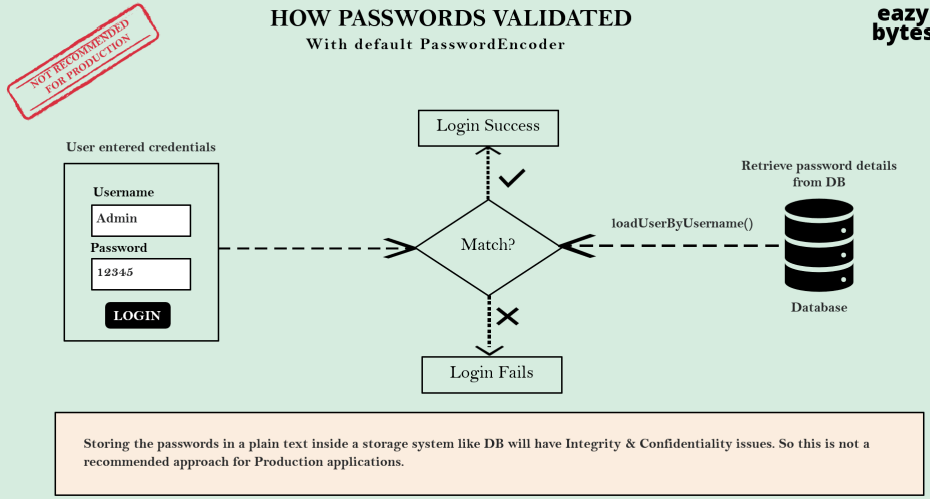 HOW PASSWORDS VALIDATED
With default PasswordEncoder
eazy
bytes
NOT RECOMMENDED
FOR PRODUCTION
User entered credentials
Username
Admin
Password
12345
LOGIN
Login Success
Match?
Login Fails
loadUserByUsername()
Retrieve password details
from DB
Database
Storing the passwords in a plain text inside a storage system like DB will have Integrity & Confidentiality issues. So this is not a
recommended approach for Production applications.